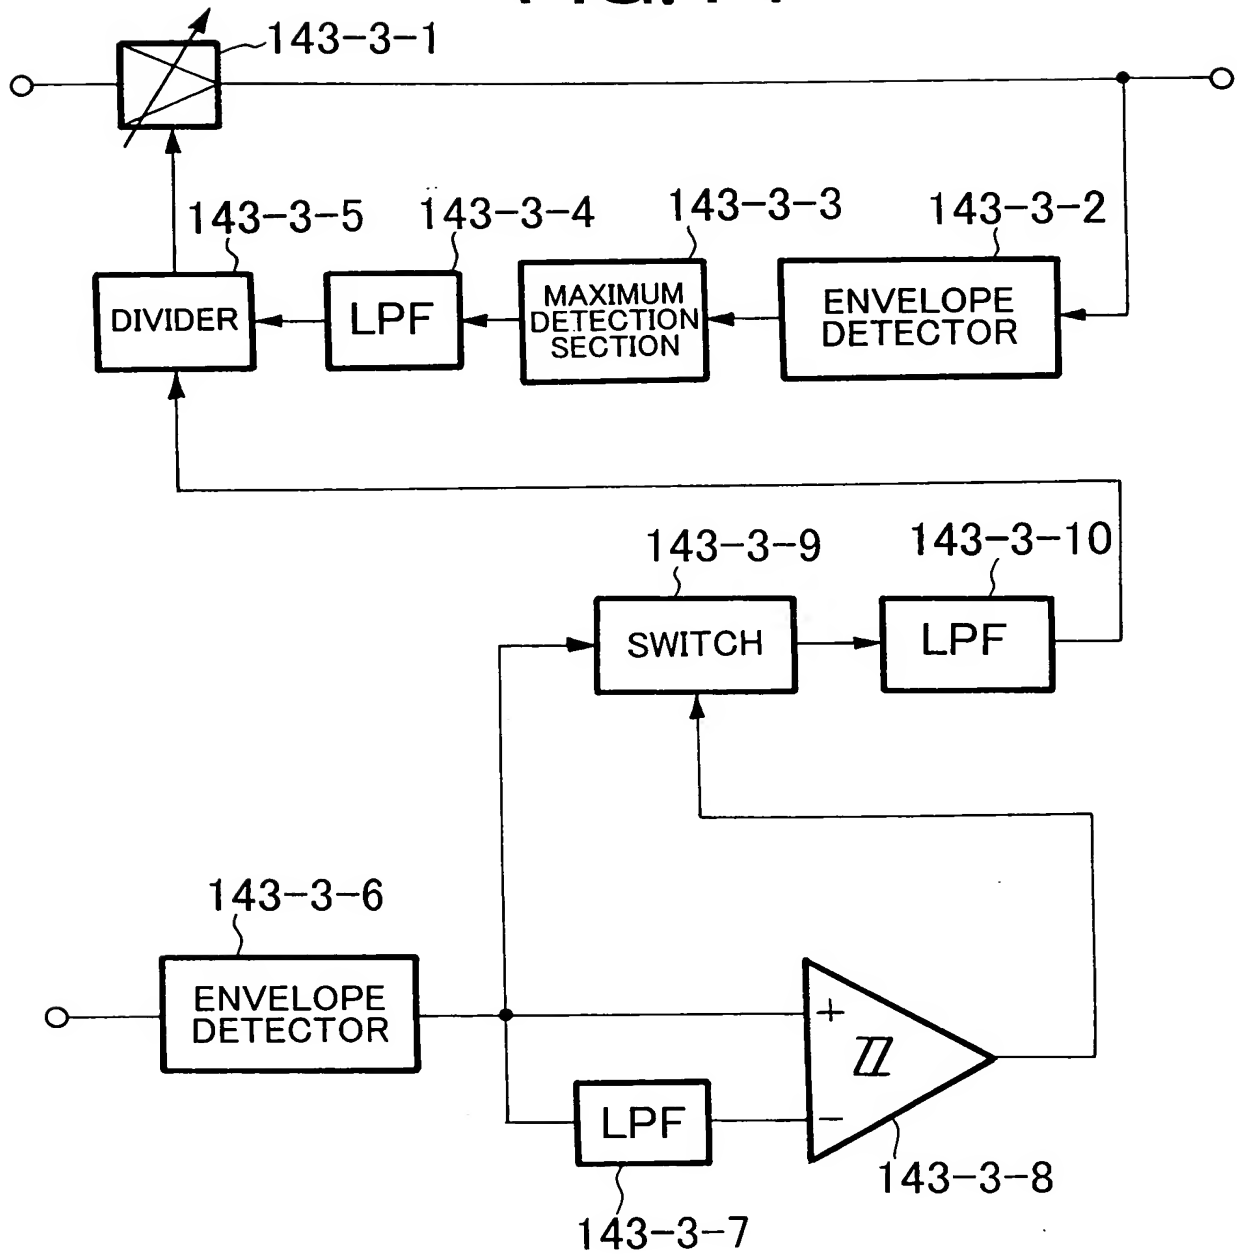 143-3-1
143-3-5
143-3-4
143-3-3
143-3-2
DIVIDER
LPF
MAXIMUM
DETECTION
SECTION
ENVELOPE
DETECTOR
143-3-9
143-3-10
SWITCH
LPF
143-3-6
ENVELOPE
DETECTOR
+
LPF
−
143-3-8
143-3-7